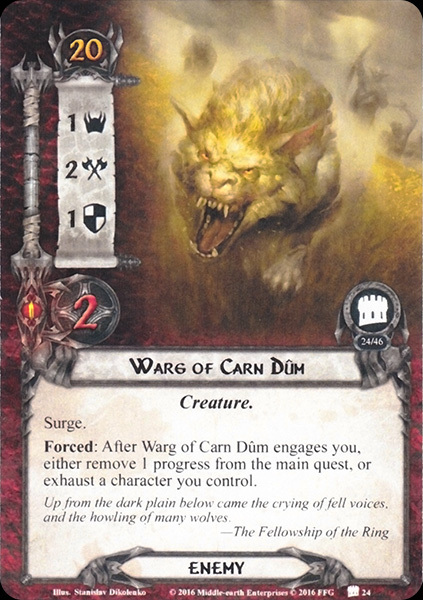 20
1
2
1
2
24/46
Warg of Carn Dûm
Creature.
Surge.
Forced: After Warg of Carn Dûm engages you,
either remove 1 progress from the main quest, or
exhaust a character you control.
Up from the dark plain below came the crying of fell voices,
and the howling of many wolves.
—The Fellowship of the Ring
ENEMY
Illus. Stanislav Dikolenko © 2016 Middle-earth Enterprises © 2016 FFG 24